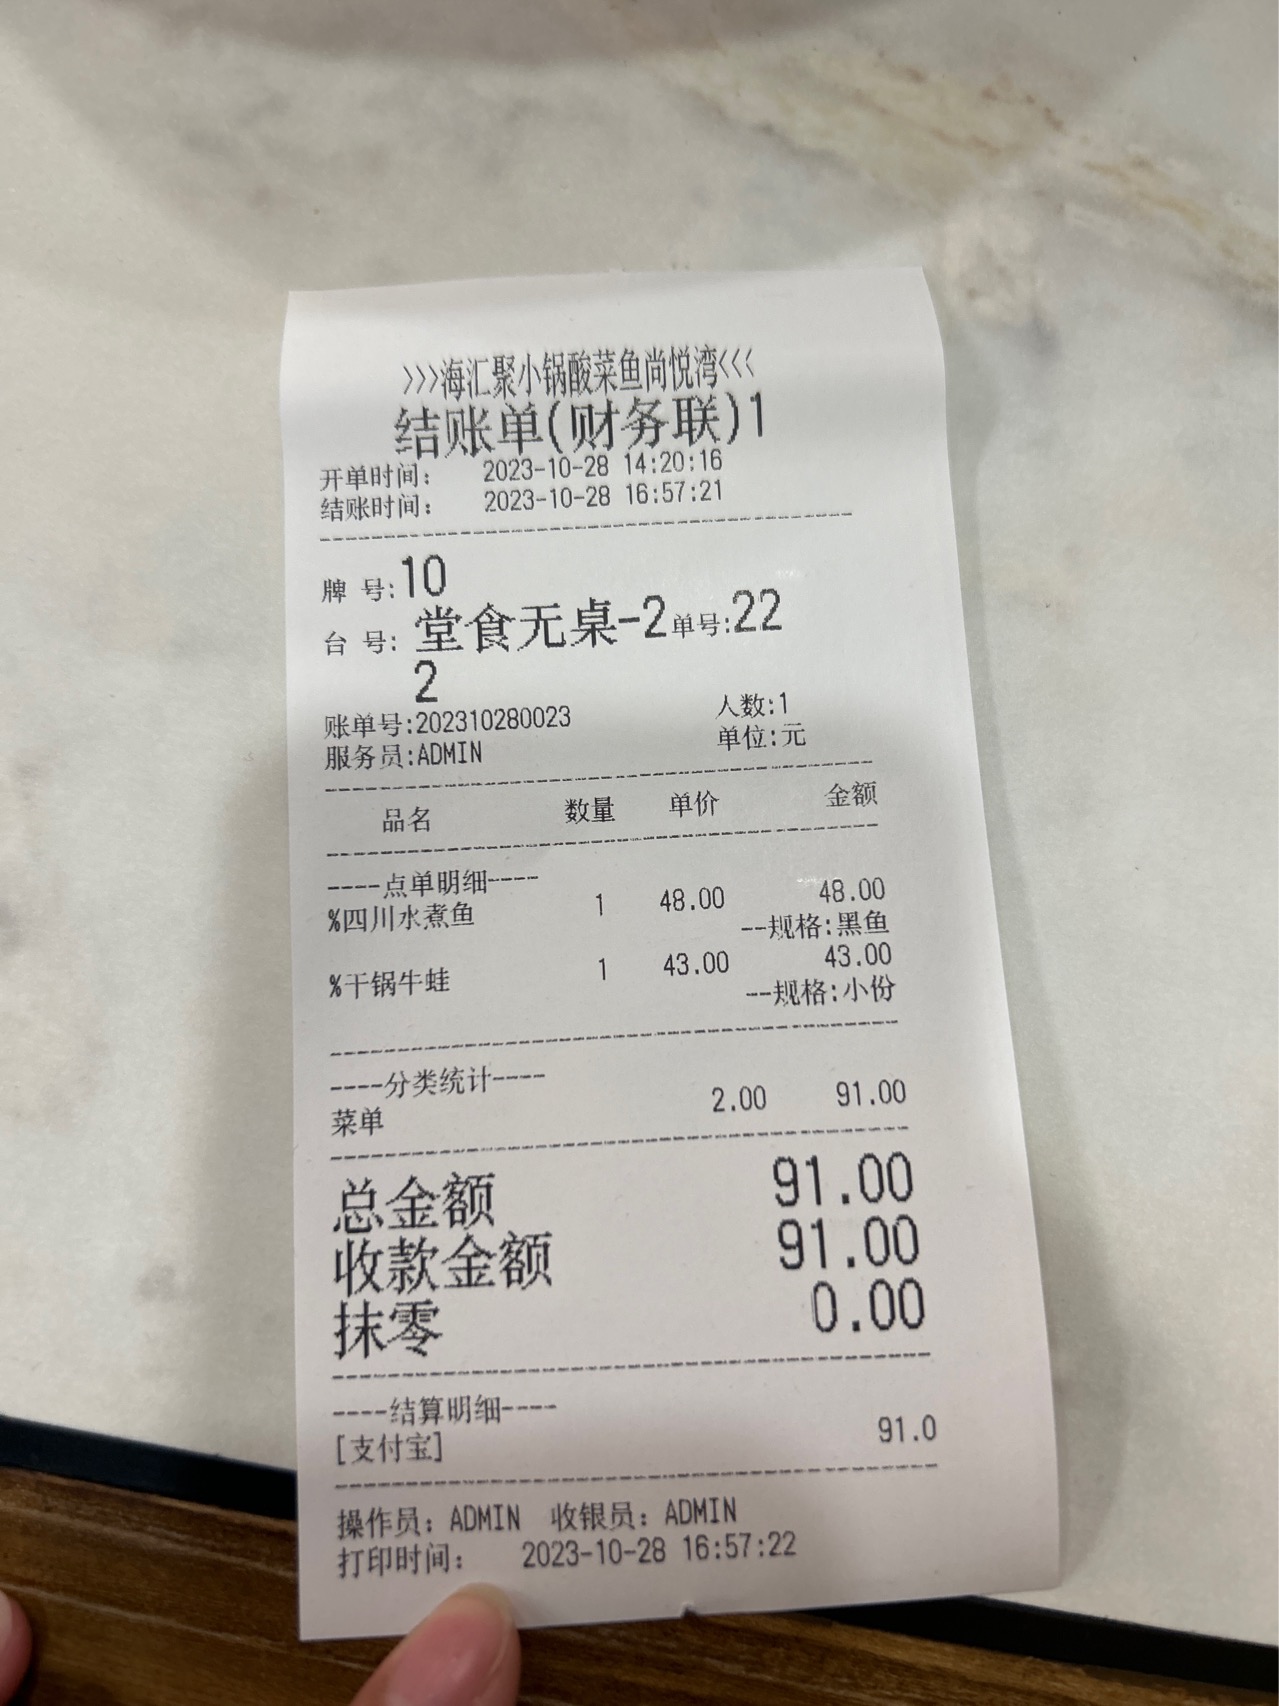 >>>海汇聚小锅酸菜鱼尚悦湾<<<
结账单(财务联)1
开单时间: 2023-10-28 14:20:16
结账时间: 2023-10-28 16:57:21
牌 号:10
台 号: 堂食无桌-2单号:22
2
账单号:202310280023 人数:1
服务员:ADMIN 单位:元
品名 数量 单价 金额
----点单明细----
%四川水煮鱼 1 48.00 48.00
--规格:黑鱼
%干锅牛蛙 1 43.00 43.00
--规格:小份
----分类统计----
菜单 2.00 91.00
总金额 91.00
收款金额 91.00
抹零 0.00
----结算明细----
[支付宝] 91.0
操作员: ADMIN 收银员: ADMIN
打印时间: 2023-10-28 16:57:22